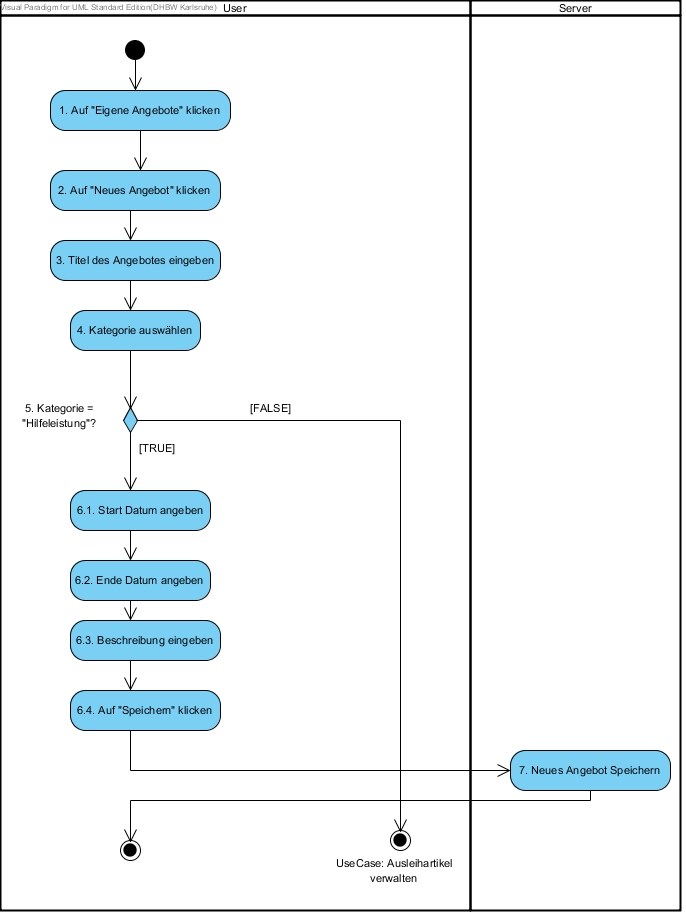 Visual Paradigm for UML Standard Edition(DHBW Karlsruhe)
User
Server
1. Auf "Eigene Angebote" klicken
2. Auf "Neues Angebot" klicken
3. Titel des Angebotes eingeben
4. Kategorie auswählen
5. Kategorie =
"Hilfeleistung"?
[FALSE]
[TRUE]
6.1. Start Datum angeben
6.2. Ende Datum angeben
6.3. Beschreibung eingeben
6.4. Auf "Speichern" klicken
7. Neues Angebot Speichern
UseCase: Ausleihartikel
verwalten